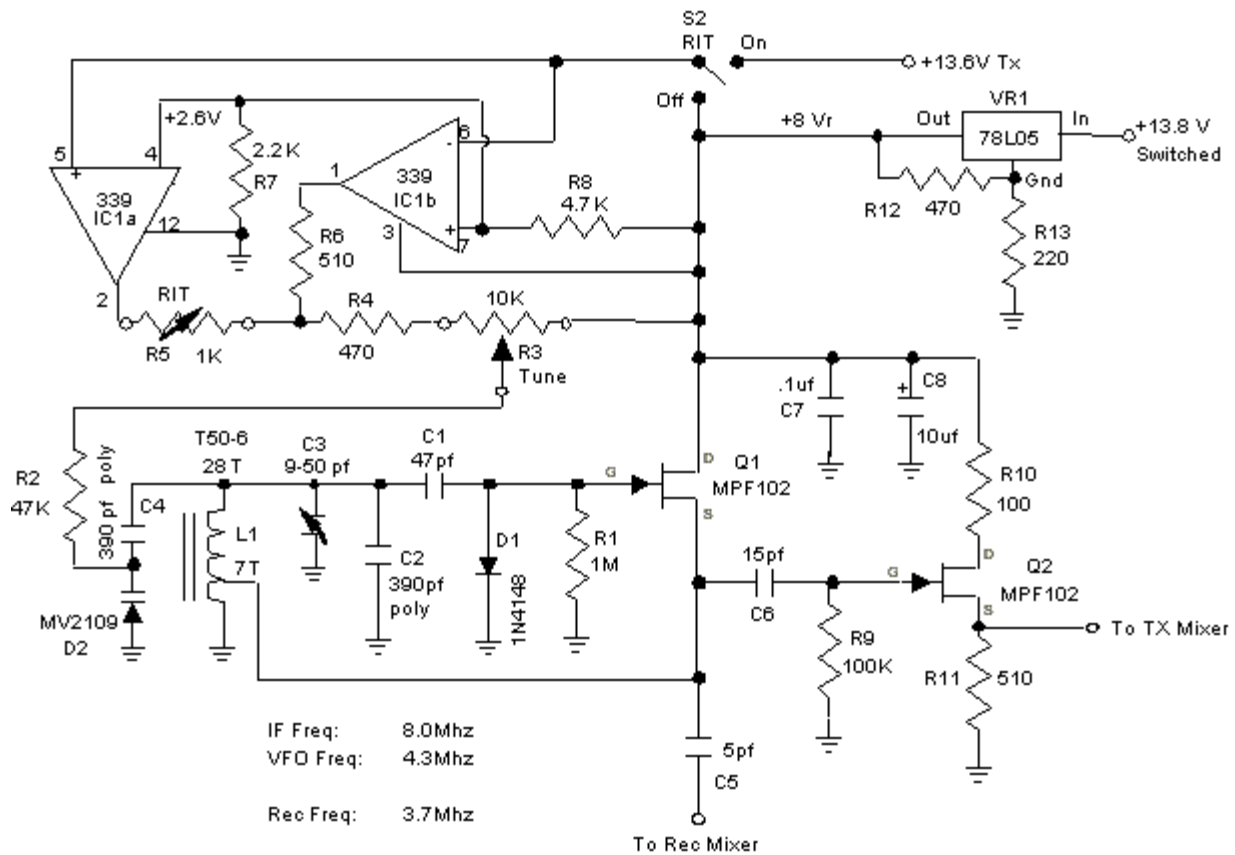 S2
RIT
On
+13.6V Tx
Off
+2.6V
5
4
+
339
IC1a
12
2
2.2K
R7
1
6
-
339
IC1b
3
+
7
R8
4.7K
+8 Vr
Out
VR1
78L05
In
+13.8 V
Switched
Gnd
R12
470
R13
220
R6
510
RIT
R5
1K
R4
470
10K
R3
Tune
R2
47K
390 pf poly
C4
MV2109
D2
T50-6
28 T
L1
7T
C3
9-50 pf
C1
47pf
C2
390pf
poly
D1
1N4148
R1
1M
G
D
S
Q1
MPF102
.1uf
C7
+
C8
10uf
R10
100
15pf
C6
G
D
S
Q2
MPF102
R9
100K
R11
510
To TX Mixer
5pf
C5
To Rec Mixer
IF Freq: 8.0Mhz
VFO Freq: 4.3Mhz
Rec Freq: 3.7Mhz